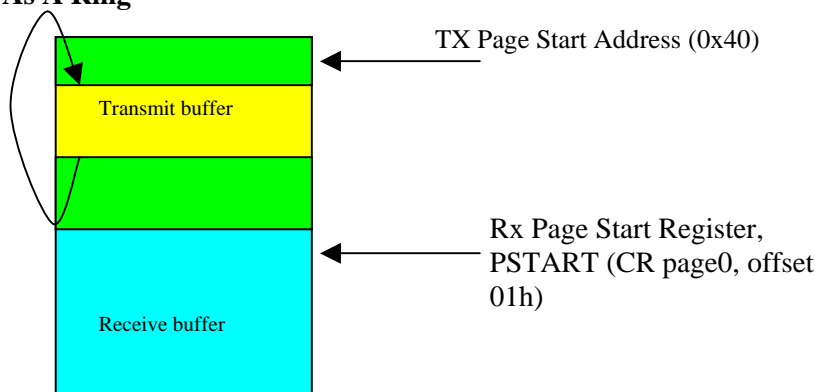 As A Ring
TX Page Start Address (0x40)
Transmit buffer
Rx Page Start Register,
PSTART (CR page0, offset
01h)
Receive buffer